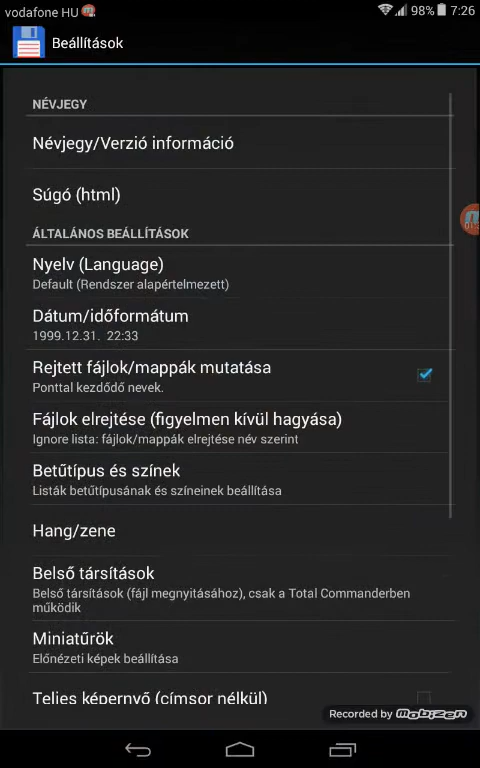 vodafone HU 98% 7:26
Beállítások
NÉVJEGY
Névjegy/Verzió információ
Súgó (html)
ÁLTALÁNOS BEÁLLÍTÁSOK
Nyelv (Language)
Default (Rendszer alapértelmezett)
Dátum/időformátum
1999.12.31. 22:33
Rejtett fájlok/mappák mutatása
Ponttal kezdődő nevek.
Fájlok elrejtése (figyelmen kívül hagyása)
Ignore lista: fájlok/mappák elrejtése név szerint
Betűtípus és színek
Listák betűtípusának és színeinek beállítása
Hang/zene
Belső társítások
Belső társítások (fájl megnyitásához), csak a Total Commanderben
működik
Miniatűrök
Előnézeti képek beállítása
Teljes képernyő (címsor nélkül)
Recorded by mobizen